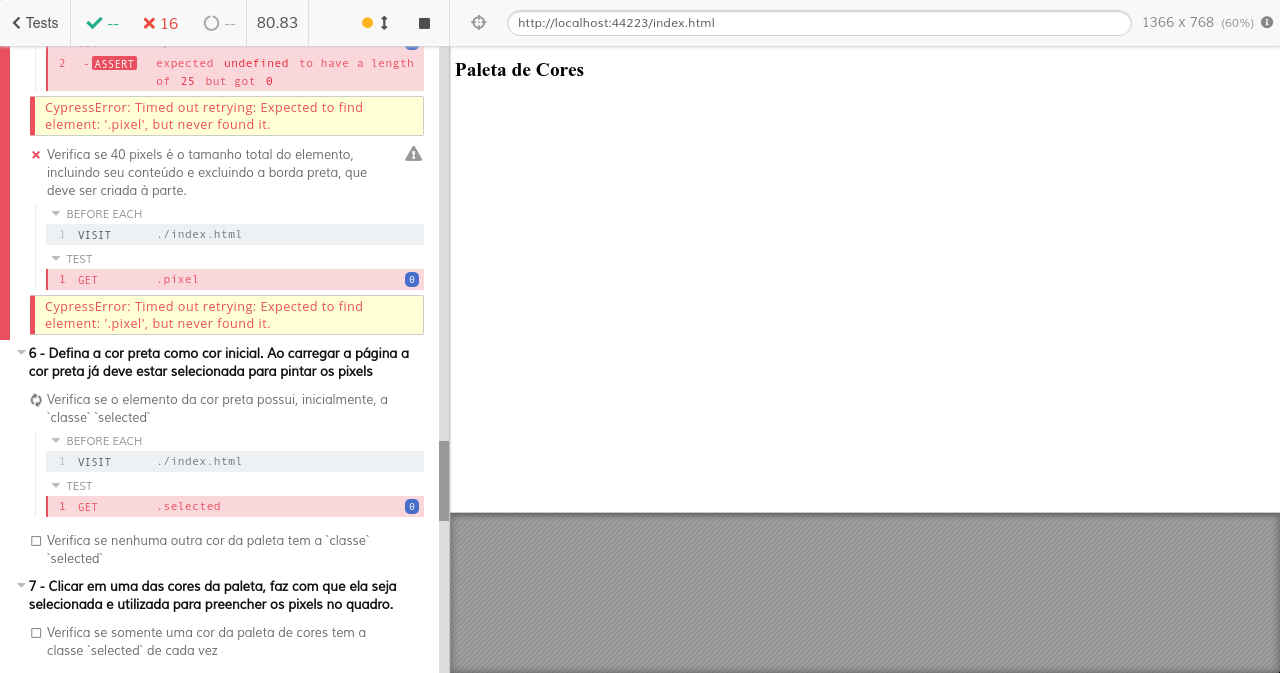 Tests
--
16
--
80.83
http://localhost:44223/index.html
1366 x 768 (60%)
2 - ASSERT expected undefined to have a length
of 25 but got 0
CypressError: Timed out retrying: Expected to find
element: '.pixel', but never found it.
Verifica se 40 pixels é o tamanho total do elemento,
incluindo seu conteúdo e excluindo a borda preta, que
deve ser criada à parte.
BEFORE EACH
1 VISIT ./index.html
TEST
1 GET .pixel 0
CypressError: Timed out retrying: Expected to find
element: '.pixel', but never found it.
6 - Defina a cor preta como cor inicial. Ao carregar a página a
cor preta já deve estar selecionada para pintar os pixels
Verifica se o elemento da cor preta possui, inicialmente, a
`classe` `selected`
BEFORE EACH
1 VISIT ./index.html
TEST
1 GET .selected 0
Verifica se nenhuma outra cor da paleta tem a `classe`
`selected`
7 - Clicar em uma das cores da paleta, faz com que ela seja
selecionada e utilizada para preencher os pixels no quadro.
Verifica se somente uma cor da paleta de cores tem a
classe `selected` de cada vez
Paleta de Cores